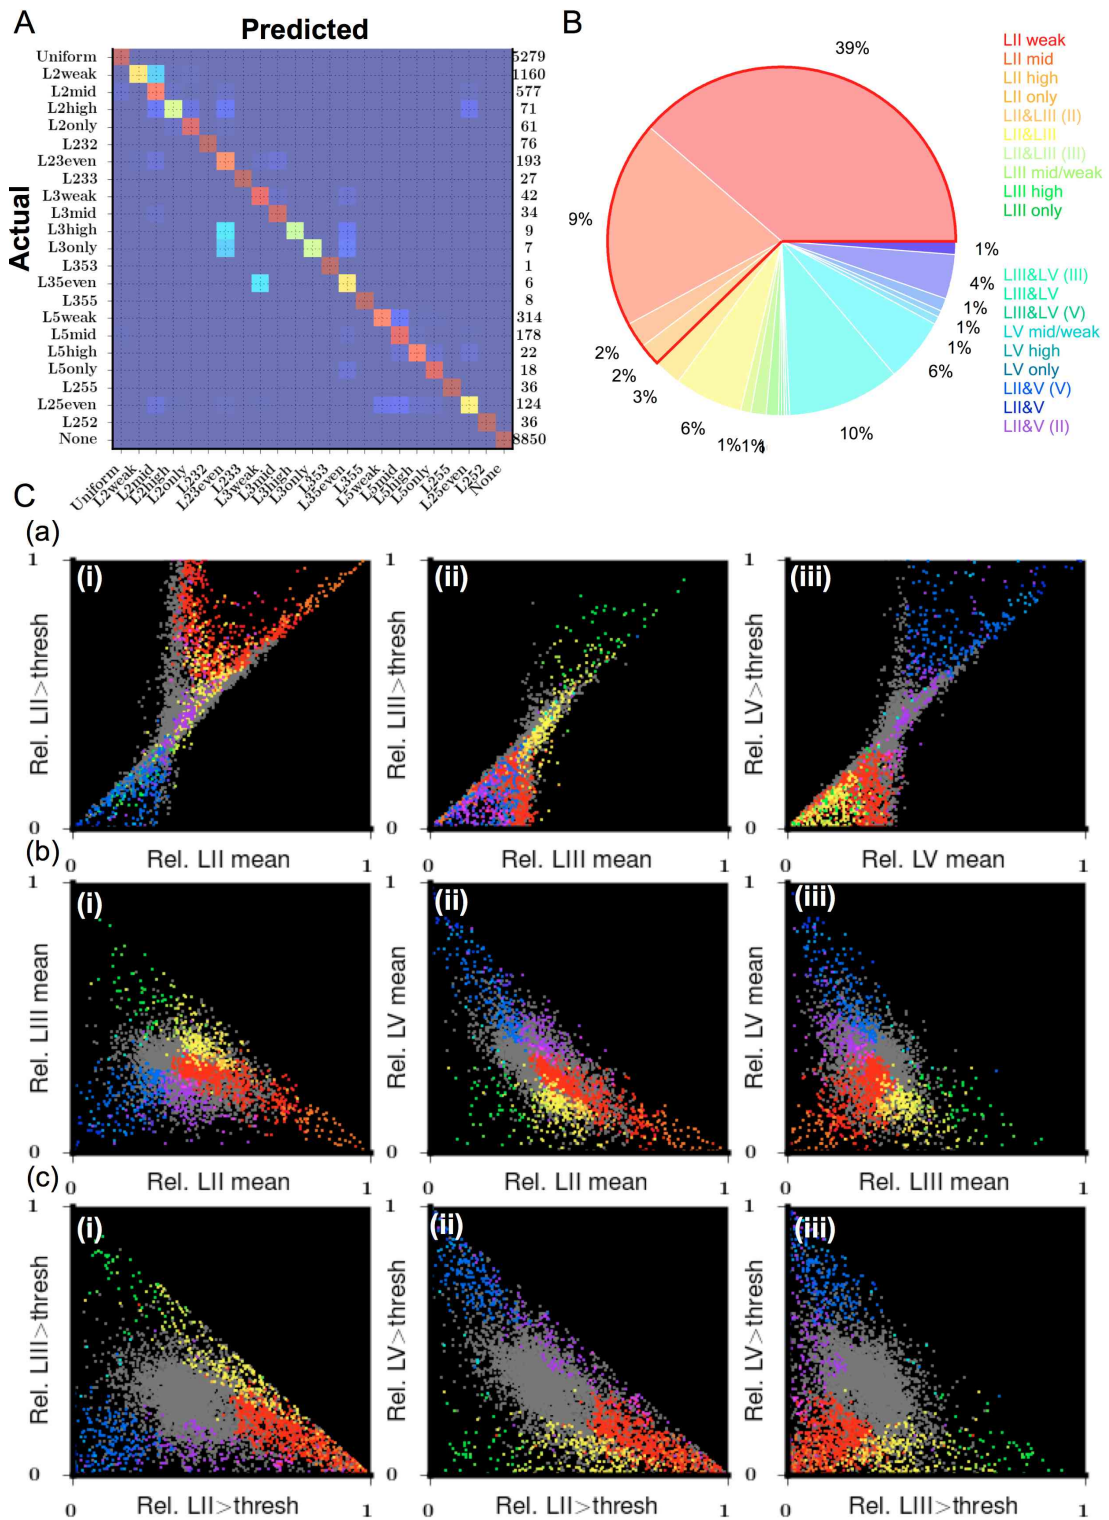 A
Predicted
Actual
Uniform 5279
L2weak 1160
L2mid 577
L2high 71
L2only 61
L232 76
L23even 193
L233 27
L3weak 42
L3mid 34
L3high 9
L3only 7
L353 1
L35even 6
L355 8
L5weak 314
L5mid 178
L5high 22
L5only 18
L255 36
L25even 124
L252 36
None 8850
Uniform
L2weak
L2mid
L2high
L2only
L232
L23even
L233
L3weak
L3mid
L3high
L3only
L353
L35even
L355
L5weak
L5mid
L5high
L5only
L255
L25even
L252
None
B
39%
9%
2%
2%
3%
6%
1%
1%
10%
6%
1%
1%
1%
4%
1%
LII weak
LII mid
LII high
LII only
LII&LIII (II)
LII&LIII
LII&LIII (III)
LIII mid/weak
LIII high
LIII only
LIII&LV (III)
LIII&LV
LIII&LV (V)
LV mid/weak
LV high
LV only
LII&V (V)
LII&V
LII&V (II)
C
(a)
(i)
1
Rel. LII>thresh
0
0
Rel. LII mean
1
(ii)
1
Rel. LIII>thresh
0
0
Rel. LIII mean
1
(iii)
1
Rel. LV>thresh
0
0
Rel. LV mean
1
(b)
(i)
1
Rel. LIII mean
0
0
Rel. LII mean
1
(ii)
1
Rel. LV mean
0
0
Rel. LII mean
1
(iii)
1
Rel. LV mean
0
0
Rel. LIII mean
1
(c)
(i)
1
Rel. LIII>thresh
0
0
Rel. LII>thresh
1
(ii)
1
Rel. LV>thresh
0
0
Rel. LII>thresh
1
(iii)
1
Rel. LV>thresh
0
0
Rel. LIII>thresh
1